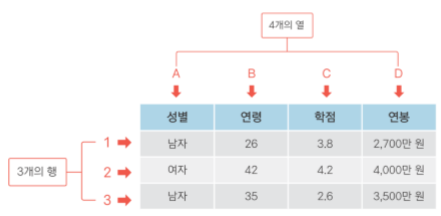 4개의 열
A B C D
성별 연령 학점 연봉
1 남자 26 3.8 2,700만 원
3개의 행 2 여자 42 4.2 4,000만 원
3 남자 35 2.6 3,500만 원